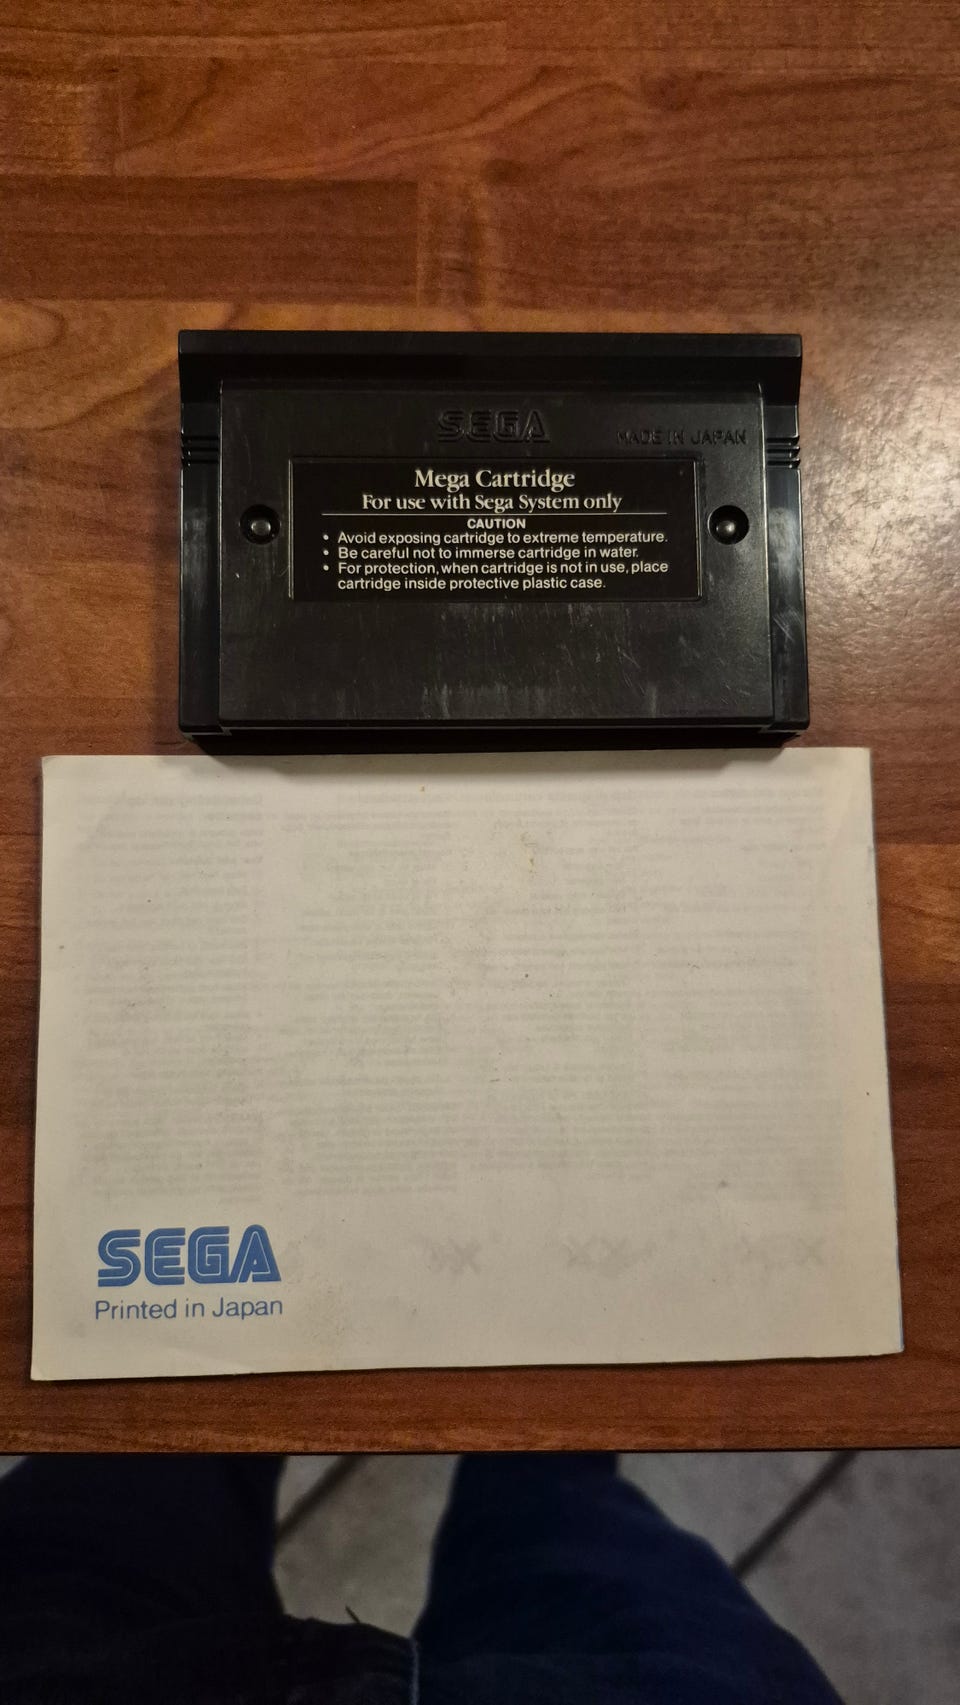 SEGA
MADE IN JAPAN
Mega Cartridge
For use with Sega System only
CAUTION
• Avoid exposing cartridge to extreme temperature.
• Be careful not to immerse cartridge in water.
• For protection, when cartridge is not in use, place
cartridge inside protective plastic case.
SEGA
Printed in Japan